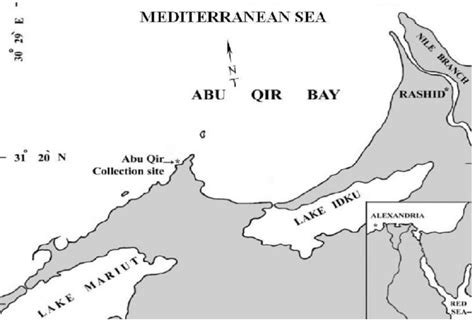 MEDITERRANEAN SEA
30 29 E
N
T
NILE BRANCH
ABU QIR BAY
RASHID*
31 20 N
Abu Qir
Collection site
LAKE IDKU
ALEXANDRIA
LAKE MARIUT
RED
SEA